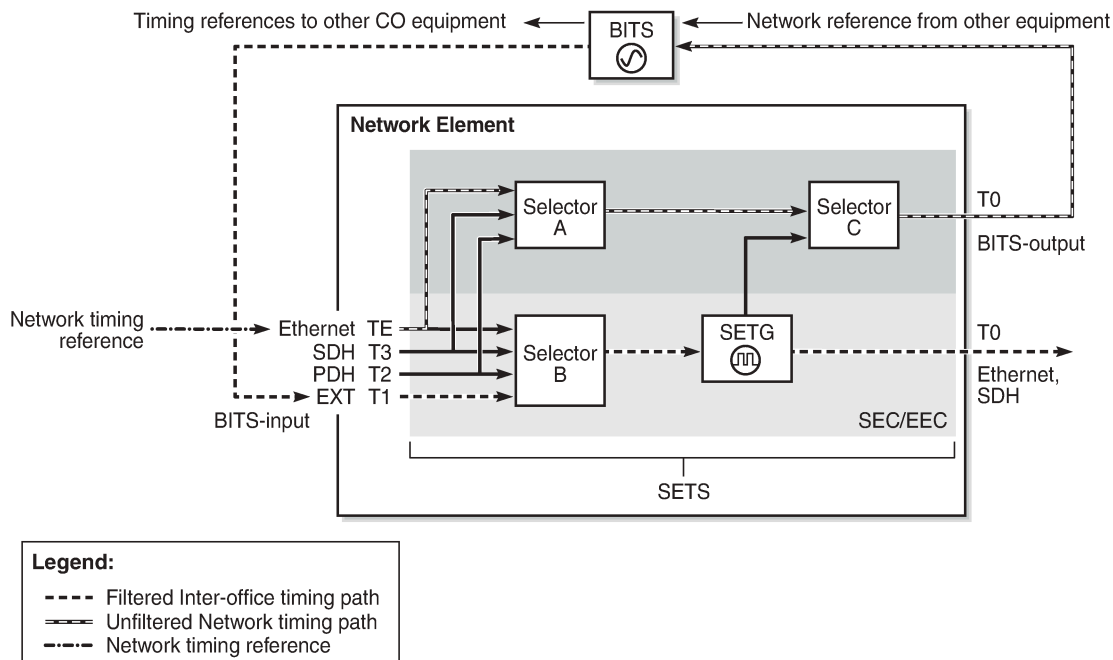 Timing references to other CO equipment
BITS
Network reference from other equipment
Network Element
Selector
A
Selector
C
T0
BITS-output
Network timing
reference
Ethernet TE
SDH T3
PDH T2
EXT T1
BITS-input
Selector
B
SETG
T0
Ethernet,
SDH
SEC/EEC
SETS
Legend:
Filtered Inter-office timing path
Unfiltered Network timing path
Network timing reference